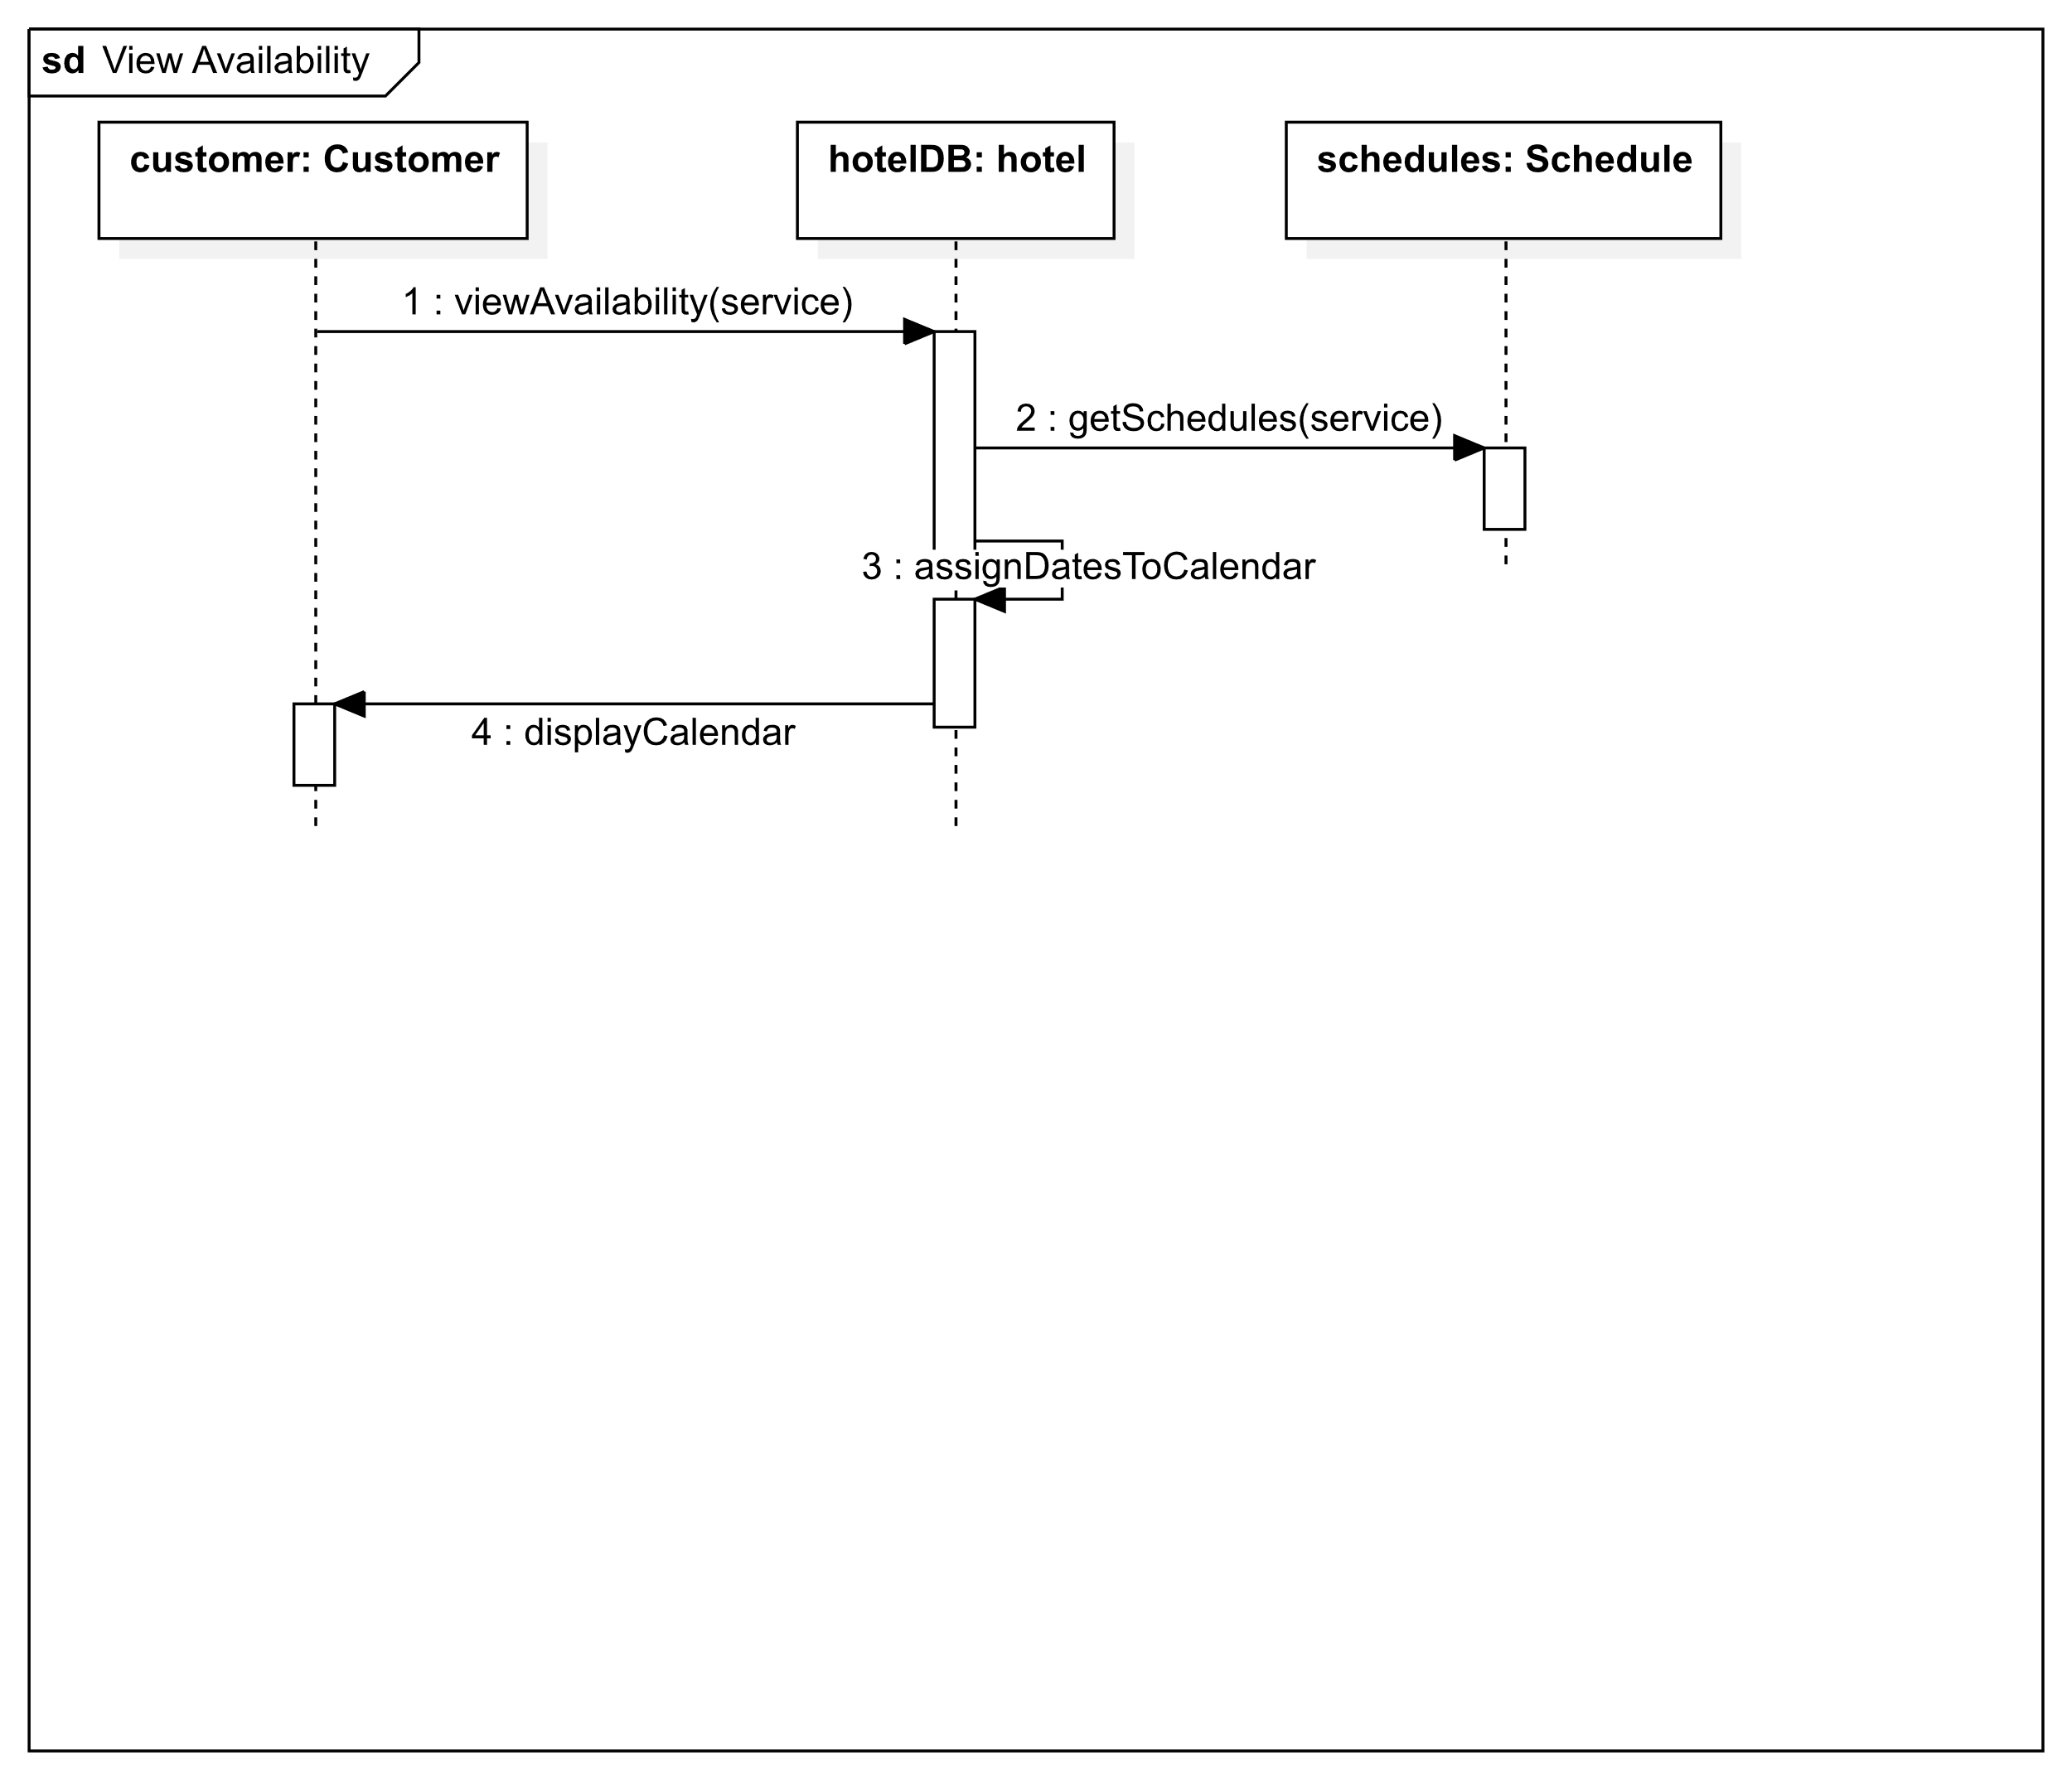 sd View Availability
customer: Customer
hotelDB: hotel
schedules: Schedule
1 : viewAvailability(service)
2 : getSchedules(service)
3 : assignDatesToCalendar
4 : displayCalendar